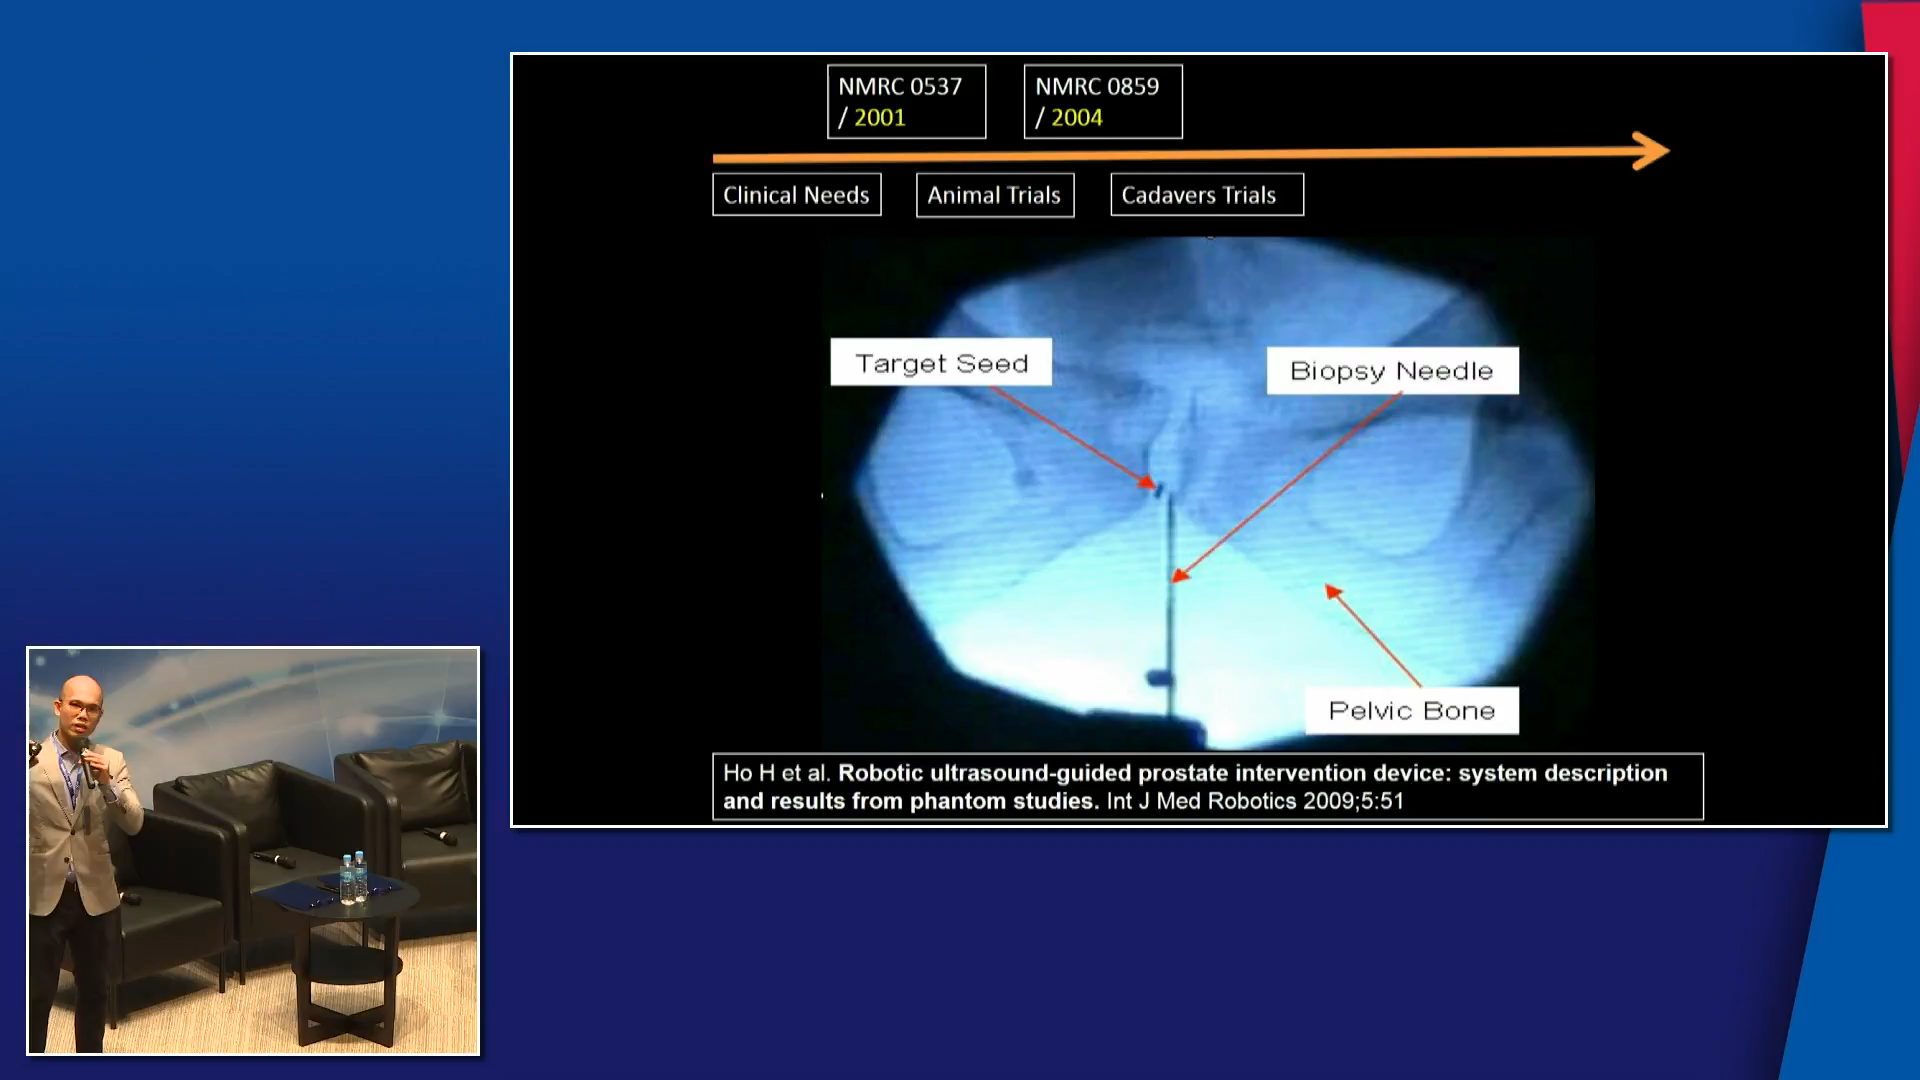 NMRC 0537
/ 2001
NMRC 0859
/ 2004
Clinical Needs
Animal Trials
Cadavers Trials
Target Seed
Biopsy Needle
Pelvic Bone
Ho H et al. Robotic ultrasound-guided prostate intervention device: system description
and results from phantom studies. Int J Med Robotics 2009;5:51